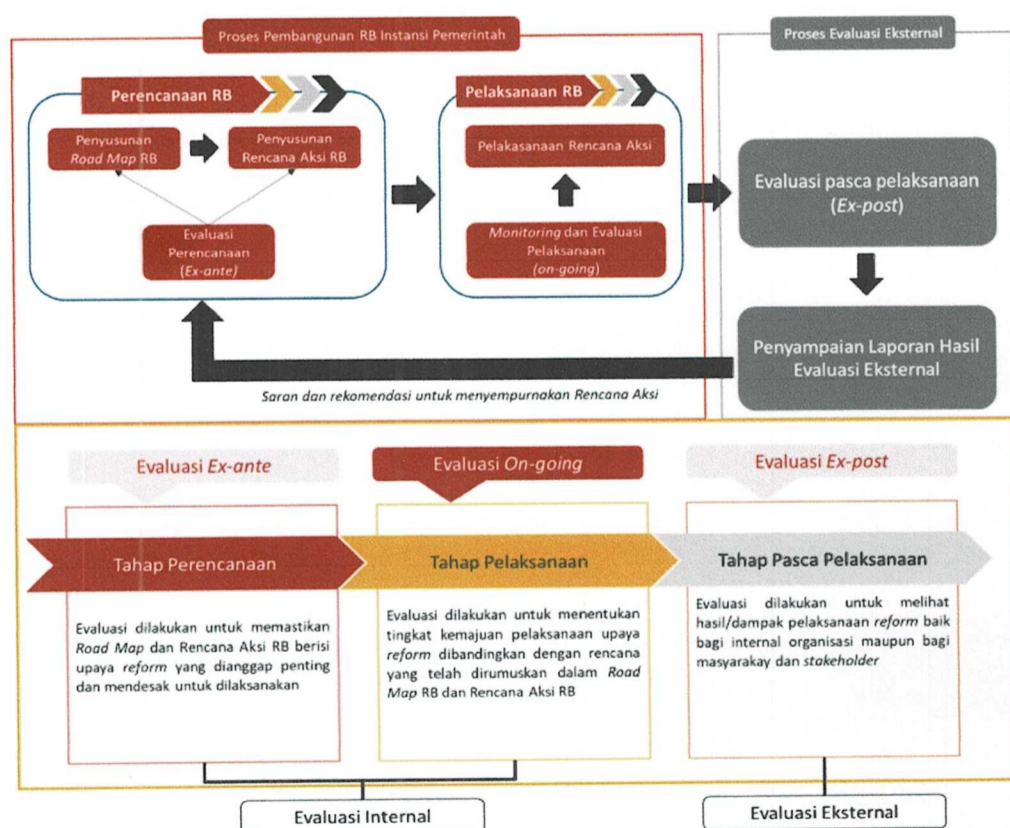 Proses Pembangunan RB Instansi Pemerintah
Proses Evaluasi Eksternal
Perencanaan RB
Pelaksanaan RB
Penyusunan
Road Map RB
Penyusunan
Rencana Aksi RB
Evaluasi
Perencanaan
(Ex-ante)
Pelakasanaan Rencana Aksi
Monitoring dan Evaluasi
Pelaksanaan
(on-going)
Evaluasi pasca pelaksanaan
(Ex-post)
Penyampaian Laporan Hasil
Evaluasi Eksternal
Saran dan rekomendasi untuk menyempurnakan Rencana Aksi
Evaluasi Ex-ante
Evaluasi On-going
Evaluasi Ex-post
Tahap Perencanaan
Tahap Pelaksanaan
Tahap Pasca Pelaksanaan
Evaluasi dilakukan untuk memastikan
Road Map dan Rencana Aksi RB berisi
upaya reform yang dianggap penting
dan mendesak untuk dilaksanakan
Evaluasi dilakukan untuk menentukan
tingkat kemajuan pelaksanaan upaya
reform dibandingkan dengan rencana
yang telah dirumuskan dalam Road
Map RB dan Rencana Aksi RB
Evaluasi dilakukan untuk melihat
hasil/dampak pelaksanaan reform baik
bagi internal organisasi maupun bagi
masyarakay dan stakeholder
Evaluasi Internal
Evaluasi Eksternal